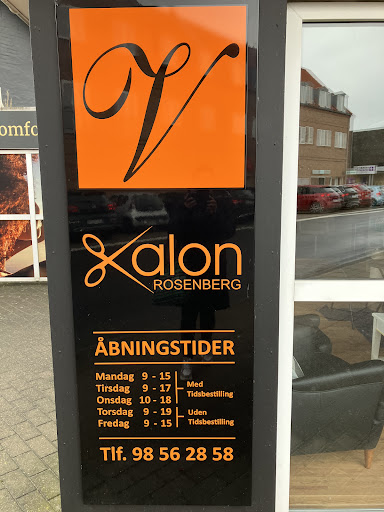 omfo
V
Salon
ROSENBERG
ÅBNINGSTIDER
Mandag 9 - 15
Tirsdag 9 - 17
Onsdag 10 - 18
Med
Tidsbestilling
Torsdag 9 - 19
Fredag 9 - 15
Uden
Tidsbestilling
Tlf. 98 56 28 58